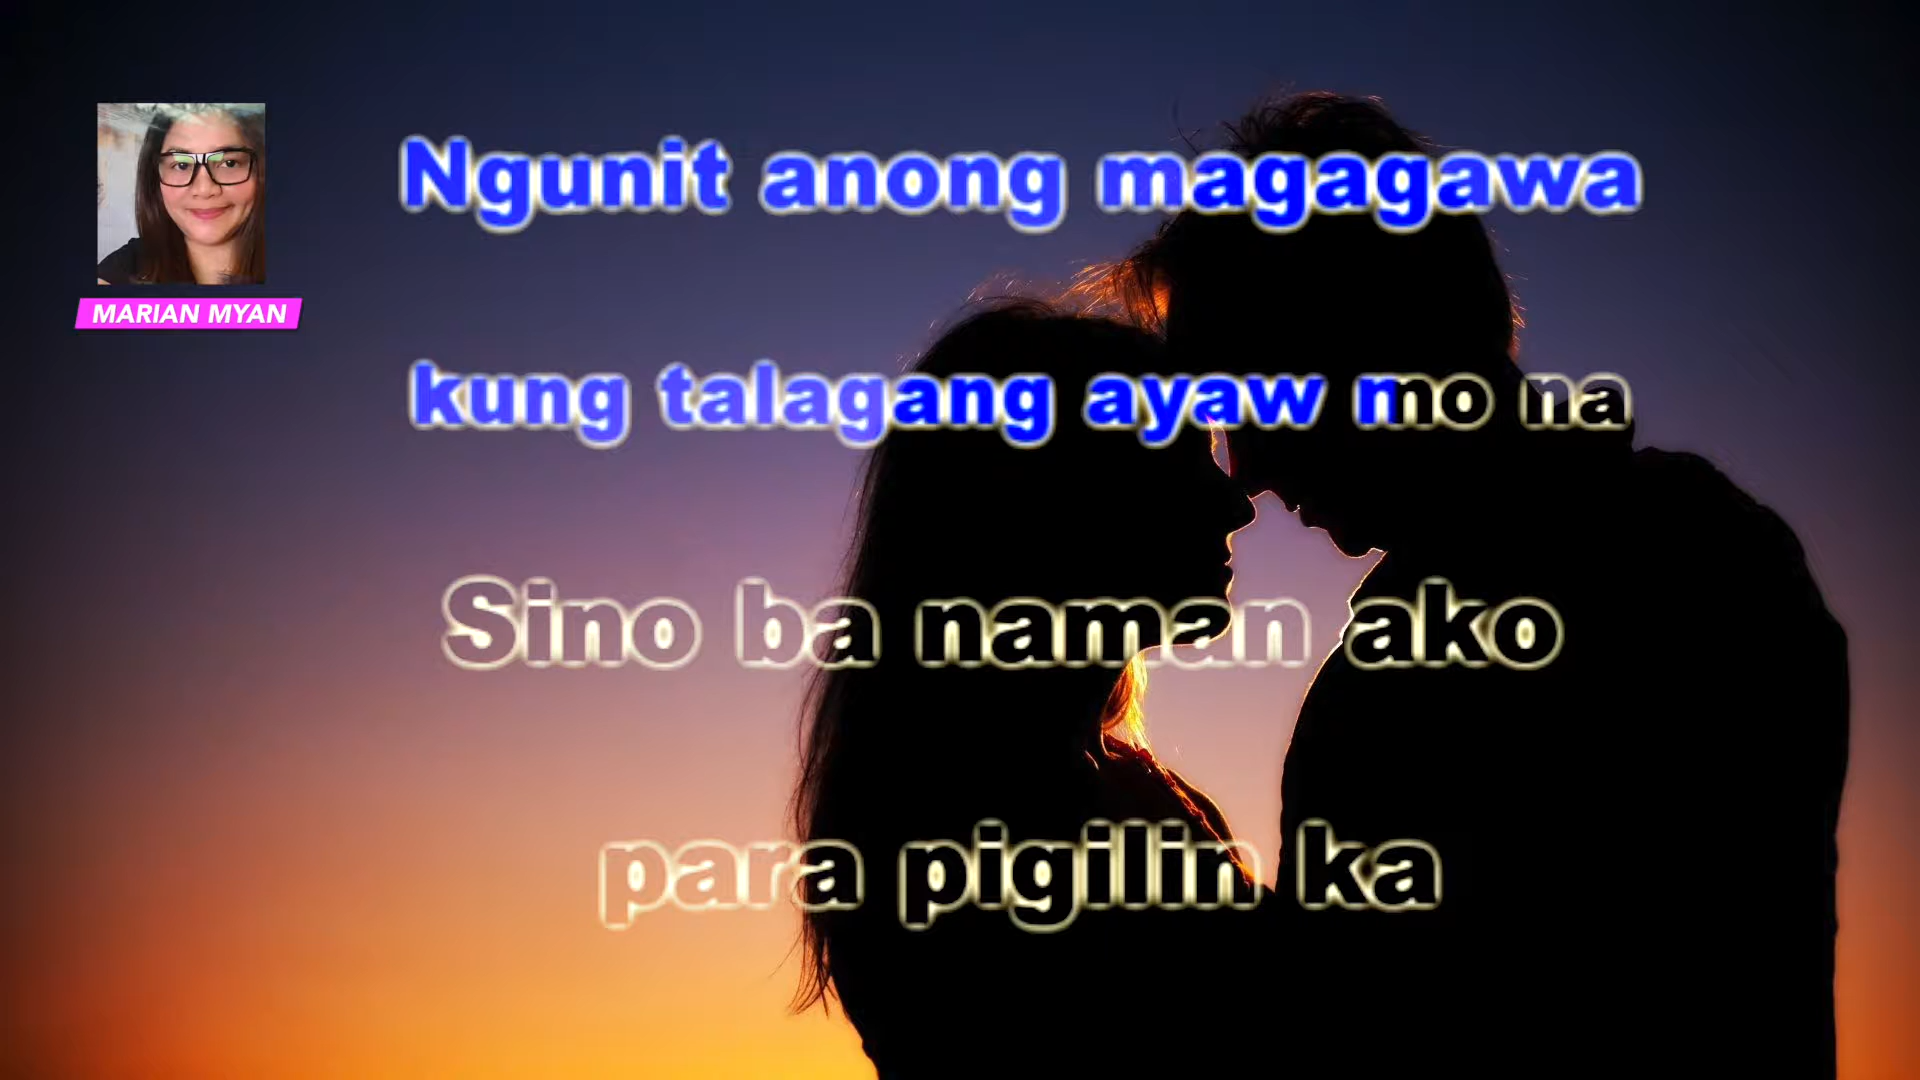 MARIAN MYAN
Ngunit anong magagawa
kung talagang ayaw mo na
Sino ba naman ako
para pigilin ka